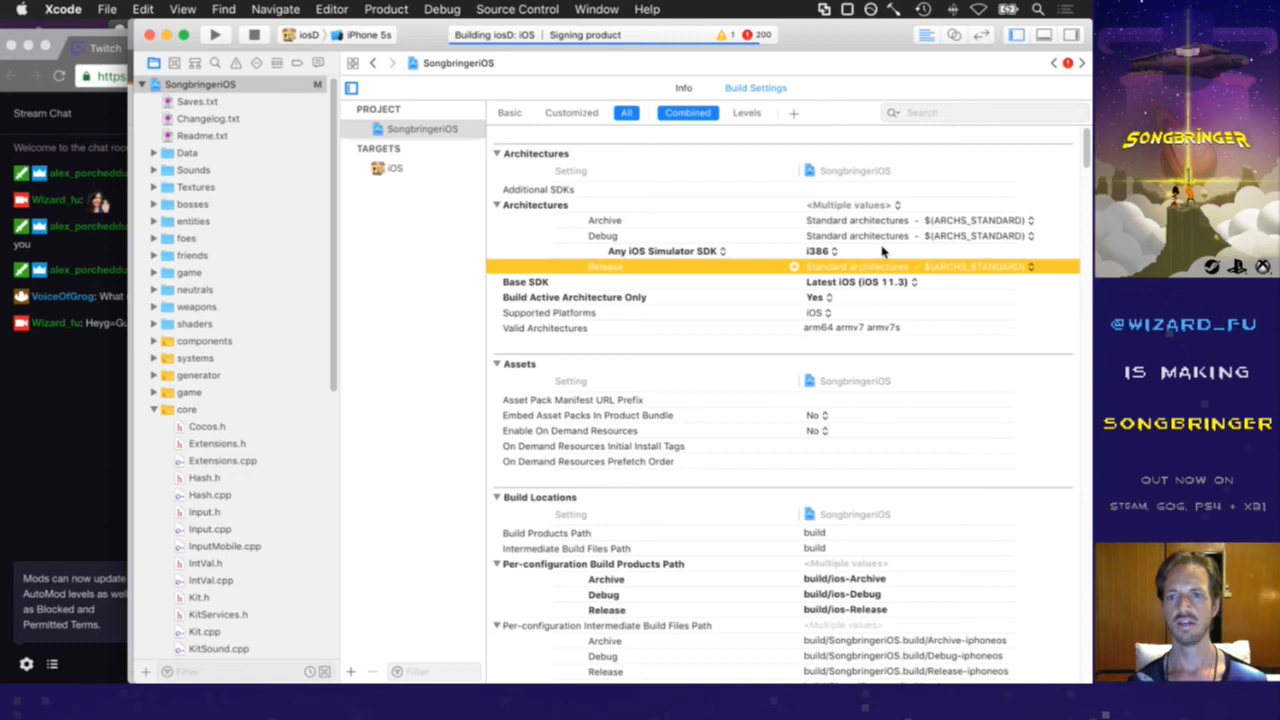 Xcode File Edit View Find Navigate Editor Product Debug Source Control Window Help
Twitch
iosD iPhone 5s
Building iosD: iOS | Signing product 1 200
https
SongbringeriOS
Stream Chat
Welcome to the chat roo
alex_porcheddu
Wizard_fu:
alex_porcheddu
you
alex_porcheddu
VoiceOfGrog: What
Wizard_fu: Heyg=Gu
Mods can now update
AutoMod levels as well
as Blocked and
Permitted Terms.
SongbringeriOS M
Saves.txt
Changelog.txt
Readme.txt
Data
Sounds
Textures
bosses
entities
foes
friends
game
neutrals
weapons
shaders
components
systems
generator
game
core
Cocos.h
Extensions.h
Extensions.cpp
Hash.h
Hash.cpp
Input.h
Input.cpp
InputMobile.cpp
IntVal.h
IntVal.cpp
Kit.h
KitServices.h
Kit.cpp
KitSound.cpp
Filter
PROJECT
SongbringeriOS
TARGETS
iOS
Filter
Info Build Settings
Basic Customized All Combined Levels + Search
Architectures
Setting SongbringeriOS
Additional SDKs
Architectures <Multiple values>
Archive Standard architectures - $(ARCHS_STANDARD)
Debug Standard architectures - $(ARCHS_STANDARD)
Any iOS Simulator SDK i386
Release Standard architectures - $(ARCHS_STANDARD)
Base SDK Latest iOS (iOS 11.3)
Build Active Architecture Only Yes
Supported Platforms iOS
Valid Architectures arm64 armv7 armv7s
Assets
Setting SongbringeriOS
Asset Pack Manifest URL Prefix
Embed Asset Packs In Product Bundle No
Enable On Demand Resources No
On Demand Resources Initial Install Tags
On Demand Resources Prefetch Order
Build Locations
Setting SongbringeriOS
Build Products Path build
Intermediate Build Files Path build
Per-configuration Build Products Path <Multiple values>
Archive build/ios-Archive
Debug build/ios-Debug
Release build/ios-Release
Per-configuration Intermediate Build Files Path <Multiple values>
Archive build/SongbringeriOS.build/Archive-iphoneos
Debug build/SongbringeriOS.build/Debug-iphoneos
Release build/SongbringeriOS.build/Release-iphoneos
SONGBRINGER
@WIZARD_FU
IS MAKING
SONGBRINGER
OUT NOW ON
STEAM, GOG, PS4 + XB1